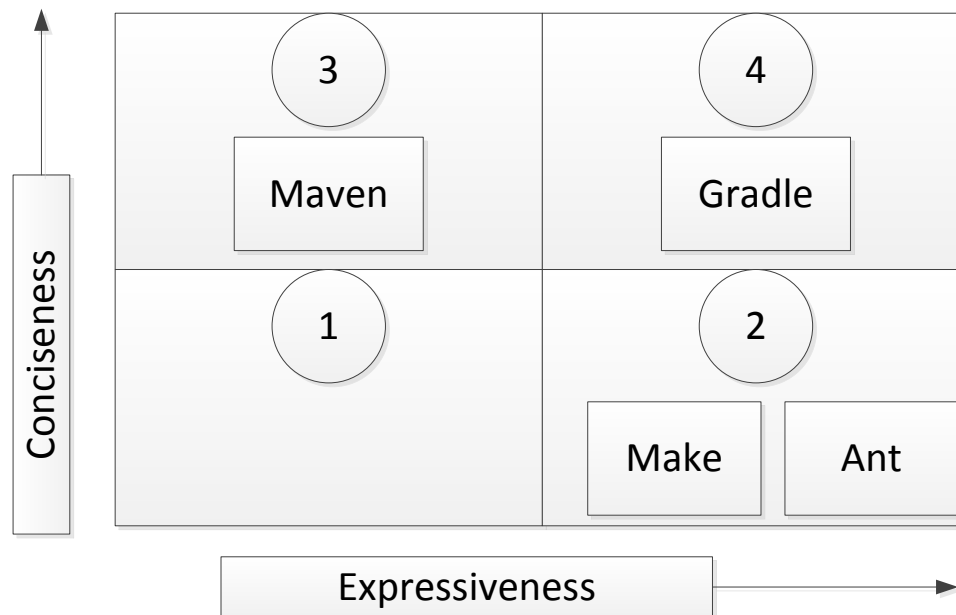 3
4
Maven
Gradle
1
2
Conciseness
Make
Ant
Expressiveness